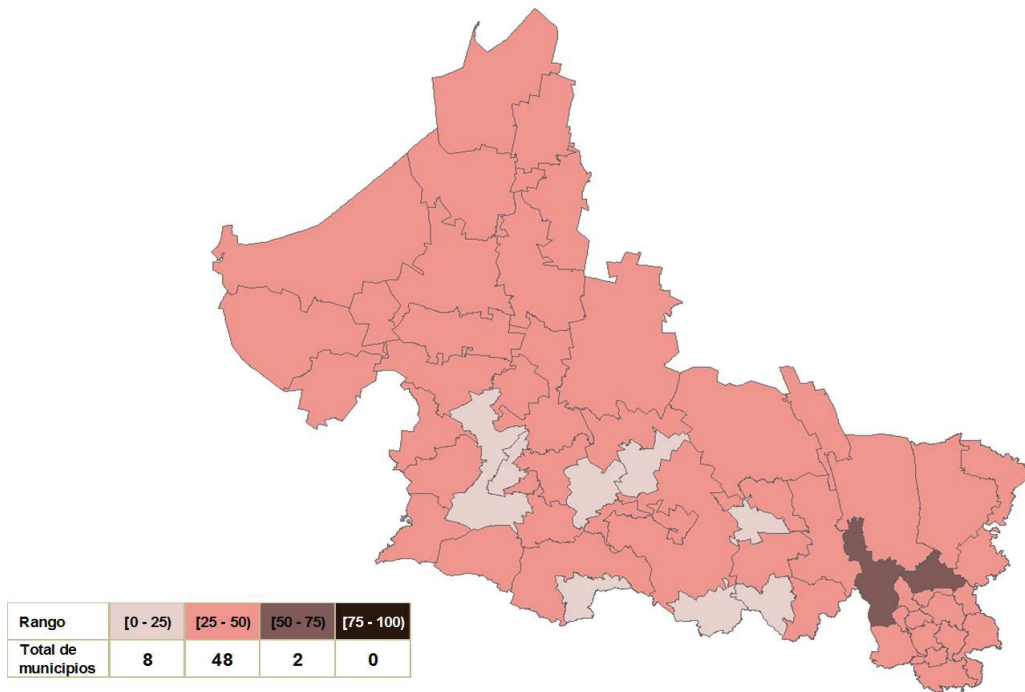 Rango [0 - 25) [25 - 50) [50 - 75) [75 - 100)
Total de
municipios 8 48 2 0